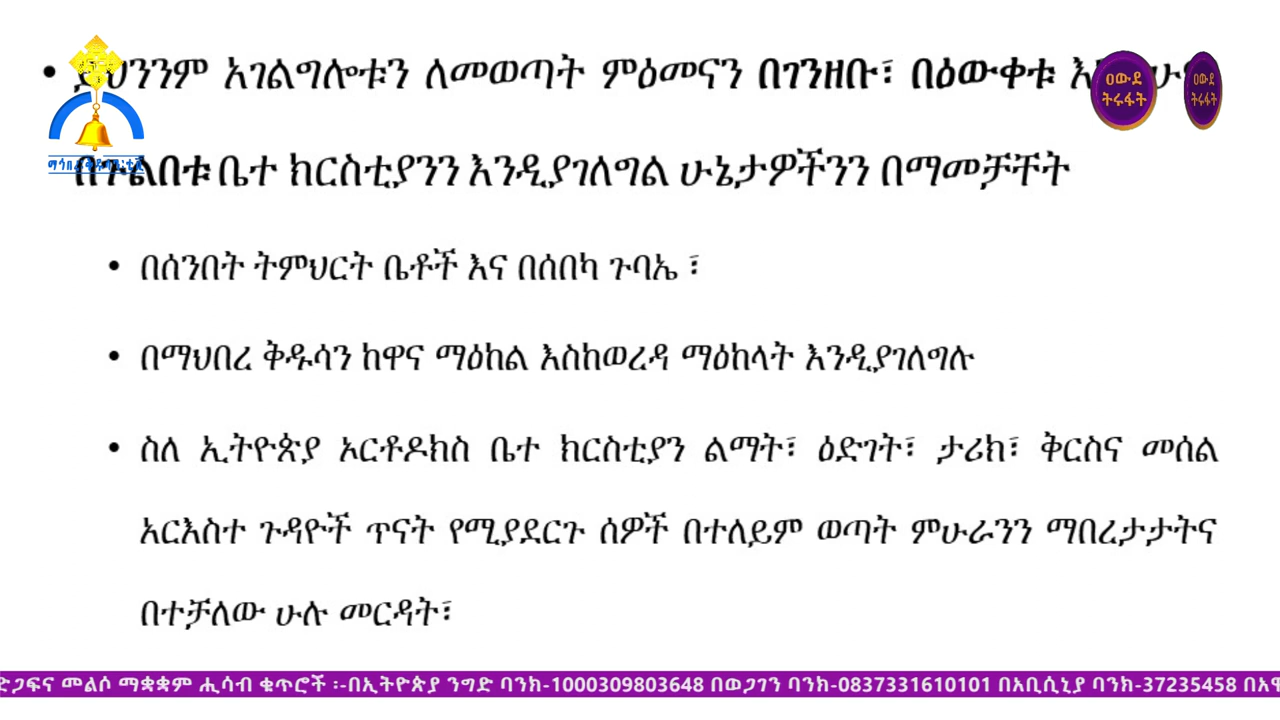 • ይህንንም አገልግሎቱን ለመወጣት ምዕመናን በገንዘቡ፣ በዕውቀቱ
በጉልበቱ ቤተ ክርስቲያንን እንዲያገለግል ሁኔታዎችንን በማመቻቸት
• በሰንበት ትምህርት ቤቶች እና በሰበካ ጉባኤ ፣
• በማህበረ ቅዱሳን ከዋና ማዕከል እስከወረዳ ማዕከላት እንዲያገለግሉ
• ስለ ኢትዮጵያ ኦርቶዶክስ ቤተ ክርስቲያን ልማት፣ ዕድገት፣ ታሪክ፣ ቅርስና መሰል
አርእስተ ጉዳዮች ጥናት የሚያደርጉ ሰዎች በተለይም ወጣት ምሁራንን ማበረታታትና
በተቻለው ሁሉ መርዳት፣
ዐውደ
ትሩፋት
ዐውደ
ትሩፋት
ማኅበረ ቅዱሳን ቲቪ
ድጋፍና መልሶ ማቋቋም ሒሳብ ቁጥሮች ፡-በኢትዮጵያ ንግድ ባንክ-1000309803648 በወጋገን ባንክ-0837331610101 በአቢሲኒያ ባንክ-37235458